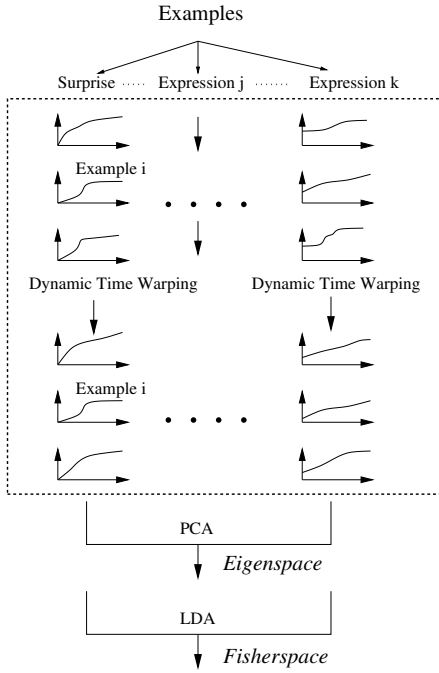 Examples
Surprise ..... Expression j ....... Expression k
Example i
Dynamic Time Warping Dynamic Time Warping
Example i
PCA
Eigenspace
LDA
Fisherspace